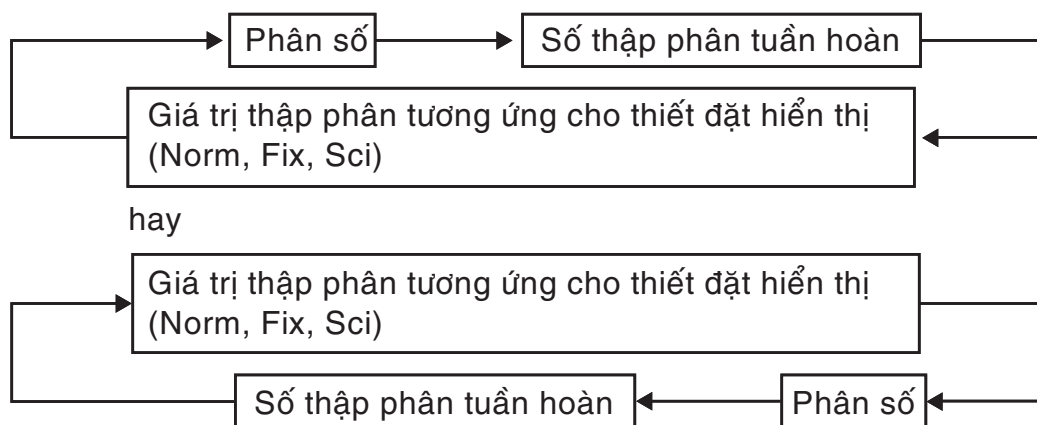 Phân số
Số thập phân tuần hoàn
Giá trị thập phân tương ứng cho thiết đặt hiển thị
(Norm, Fix, Sci)
hay
Giá trị thập phân tương ứng cho thiết đặt hiển thị
(Norm, Fix, Sci)
Số thập phân tuần hoàn
Phân số